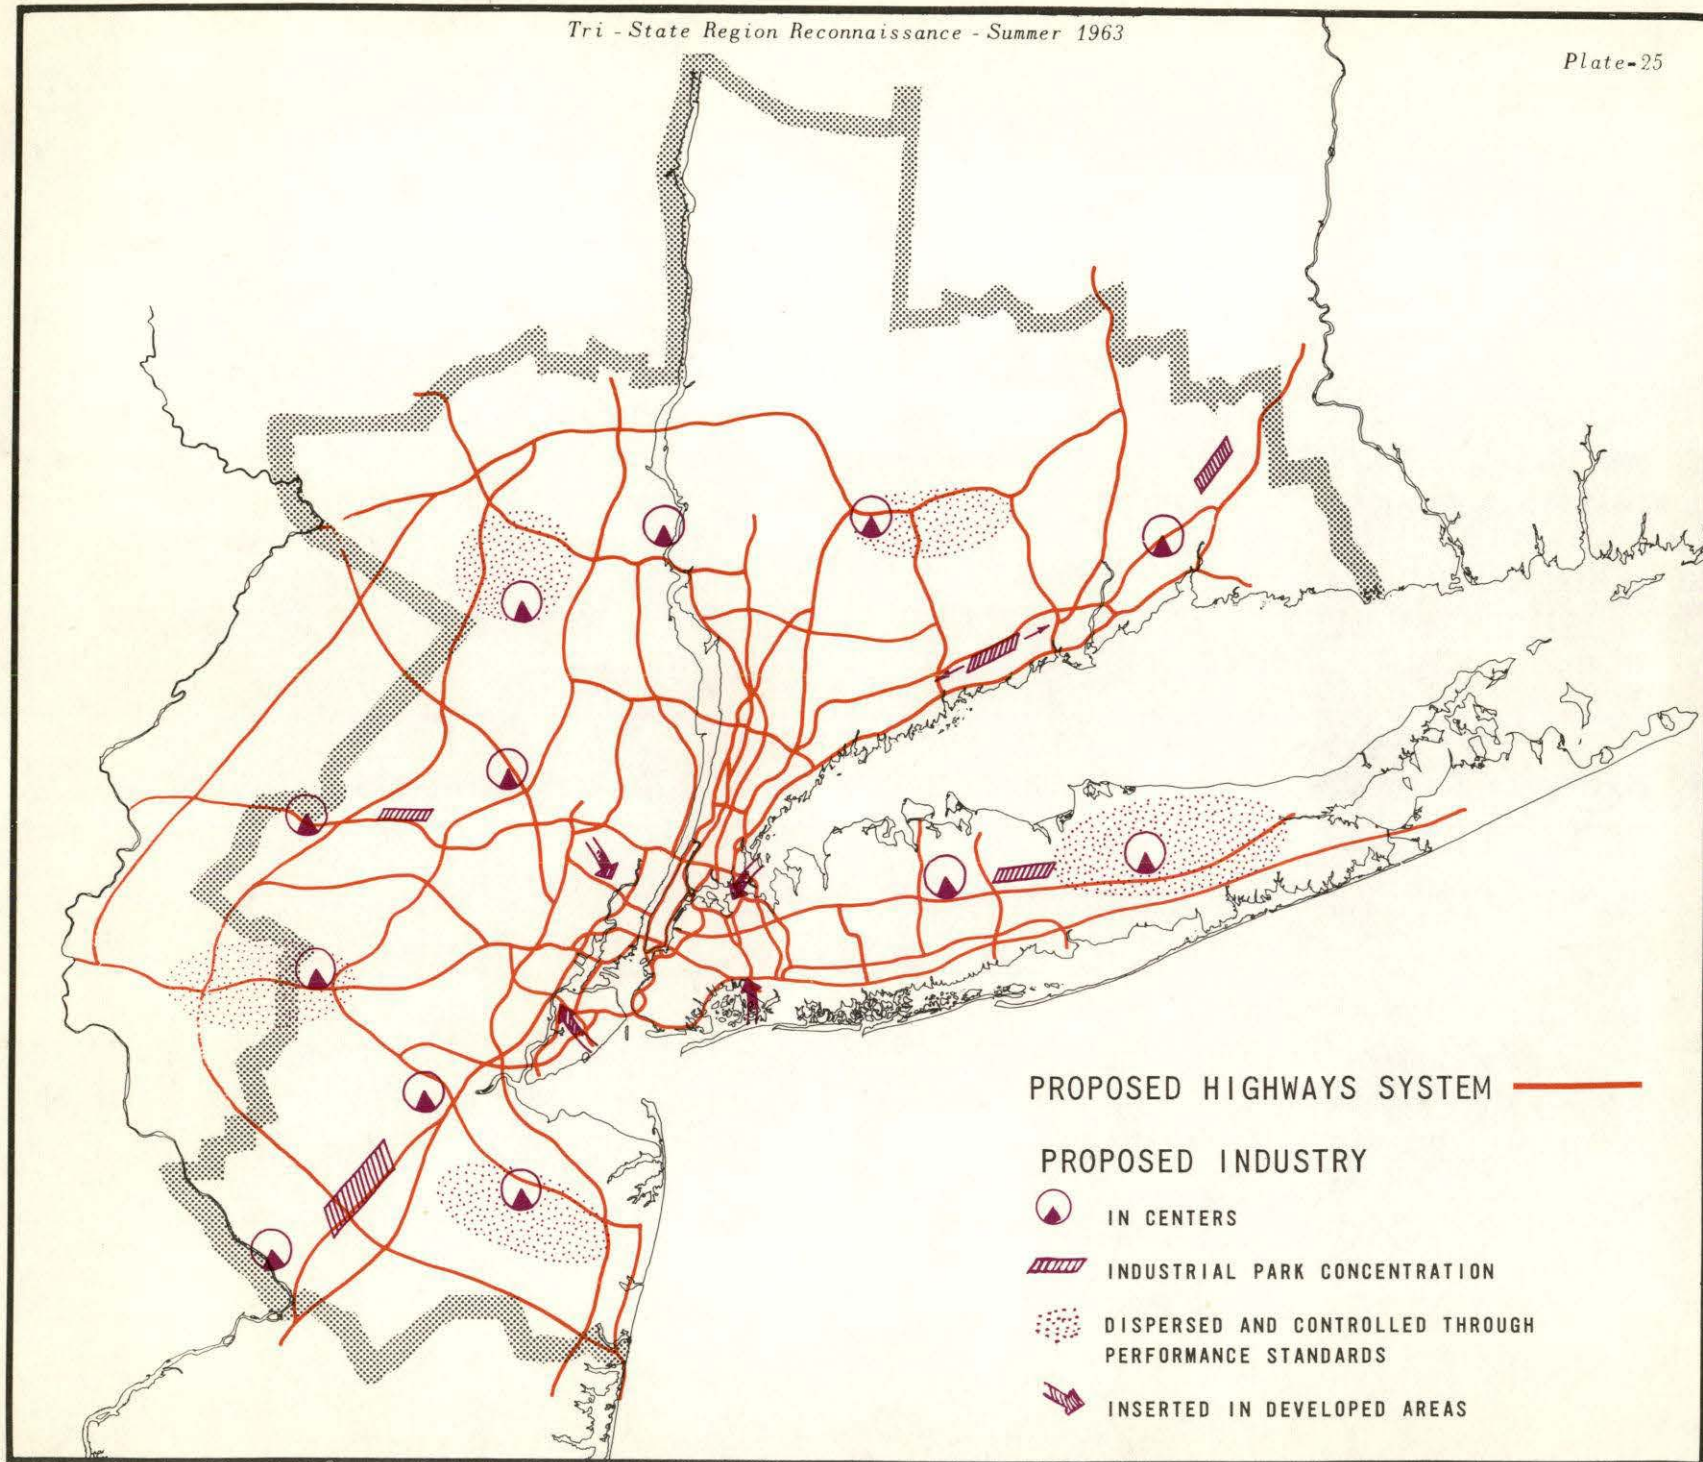 Tri - State Region Reconnaissance - Summer 1963
Plate-25
PROPOSED HIGHWAYS SYSTEM
PROPOSED INDUSTRY
IN CENTERS
INDUSTRIAL PARK CONCENTRATION
DISPERSED AND CONTROLLED THROUGH
PERFORMANCE STANDARDS
INSERTED IN DEVELOPED AREAS